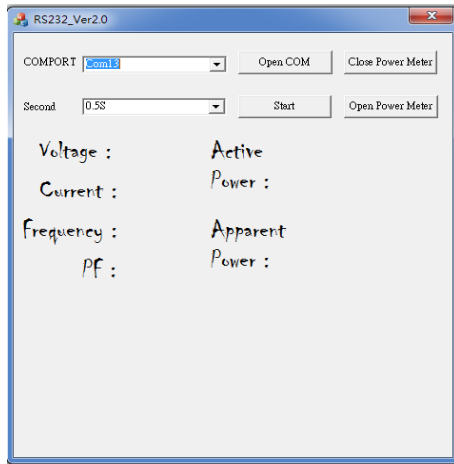 RS232_Ver2.0
COMPORT Com13 Open COM Close Power Meter
Second 0.5S Start Open Power Meter
Voltage : Active
Power :
Current :
Frequency : Apparent
Power :
PF :